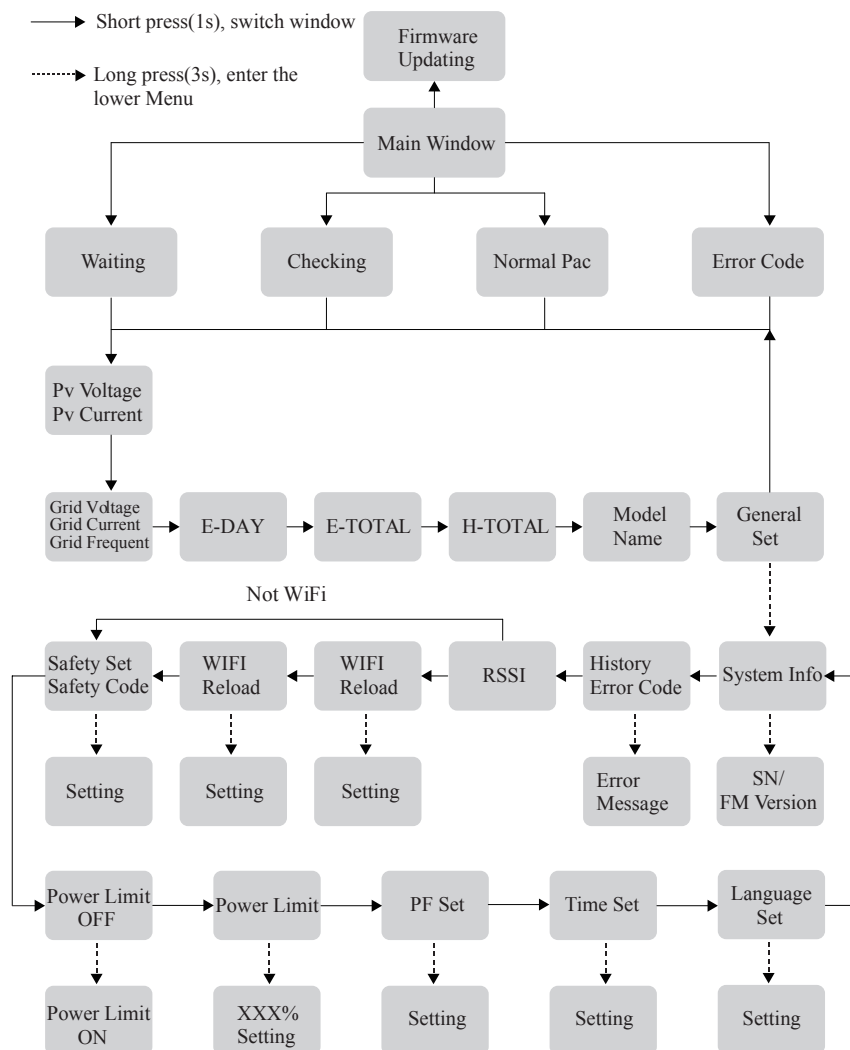 Short press(1s), switch window
Long press(3s), enter the
lower Menu
Firmware
Updating
Main Window
Waiting
Checking
Normal Pac
Error Code
Pv Voltage
Pv Current
Grid Voltage
Grid Current
Grid Frequent
E-DAY
E-TOTAL
H-TOTAL
Model
Name
General
Set
Not WiFi
Safety Set
Safety Code
WIFI
Reload
WIFI
Reload
RSSI
History
Error Code
System Info
Setting
Setting
Setting
Error
Message
SN/
FM Version
Power Limit
OFF
Power Limit
PF Set
Time Set
Language
Set
Power Limit
ON
XXX%
Setting
Setting
Setting
Setting